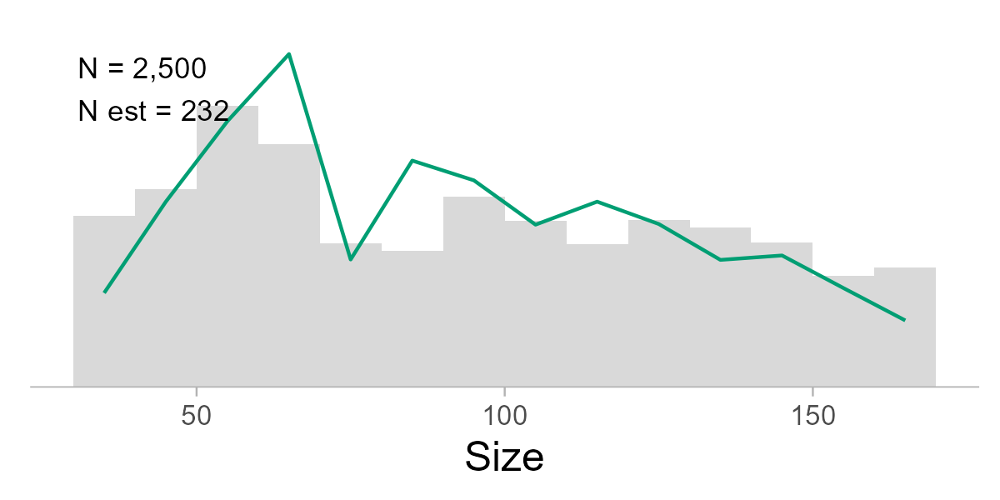 N = 2,500
N est = 232
50
100
150
Size